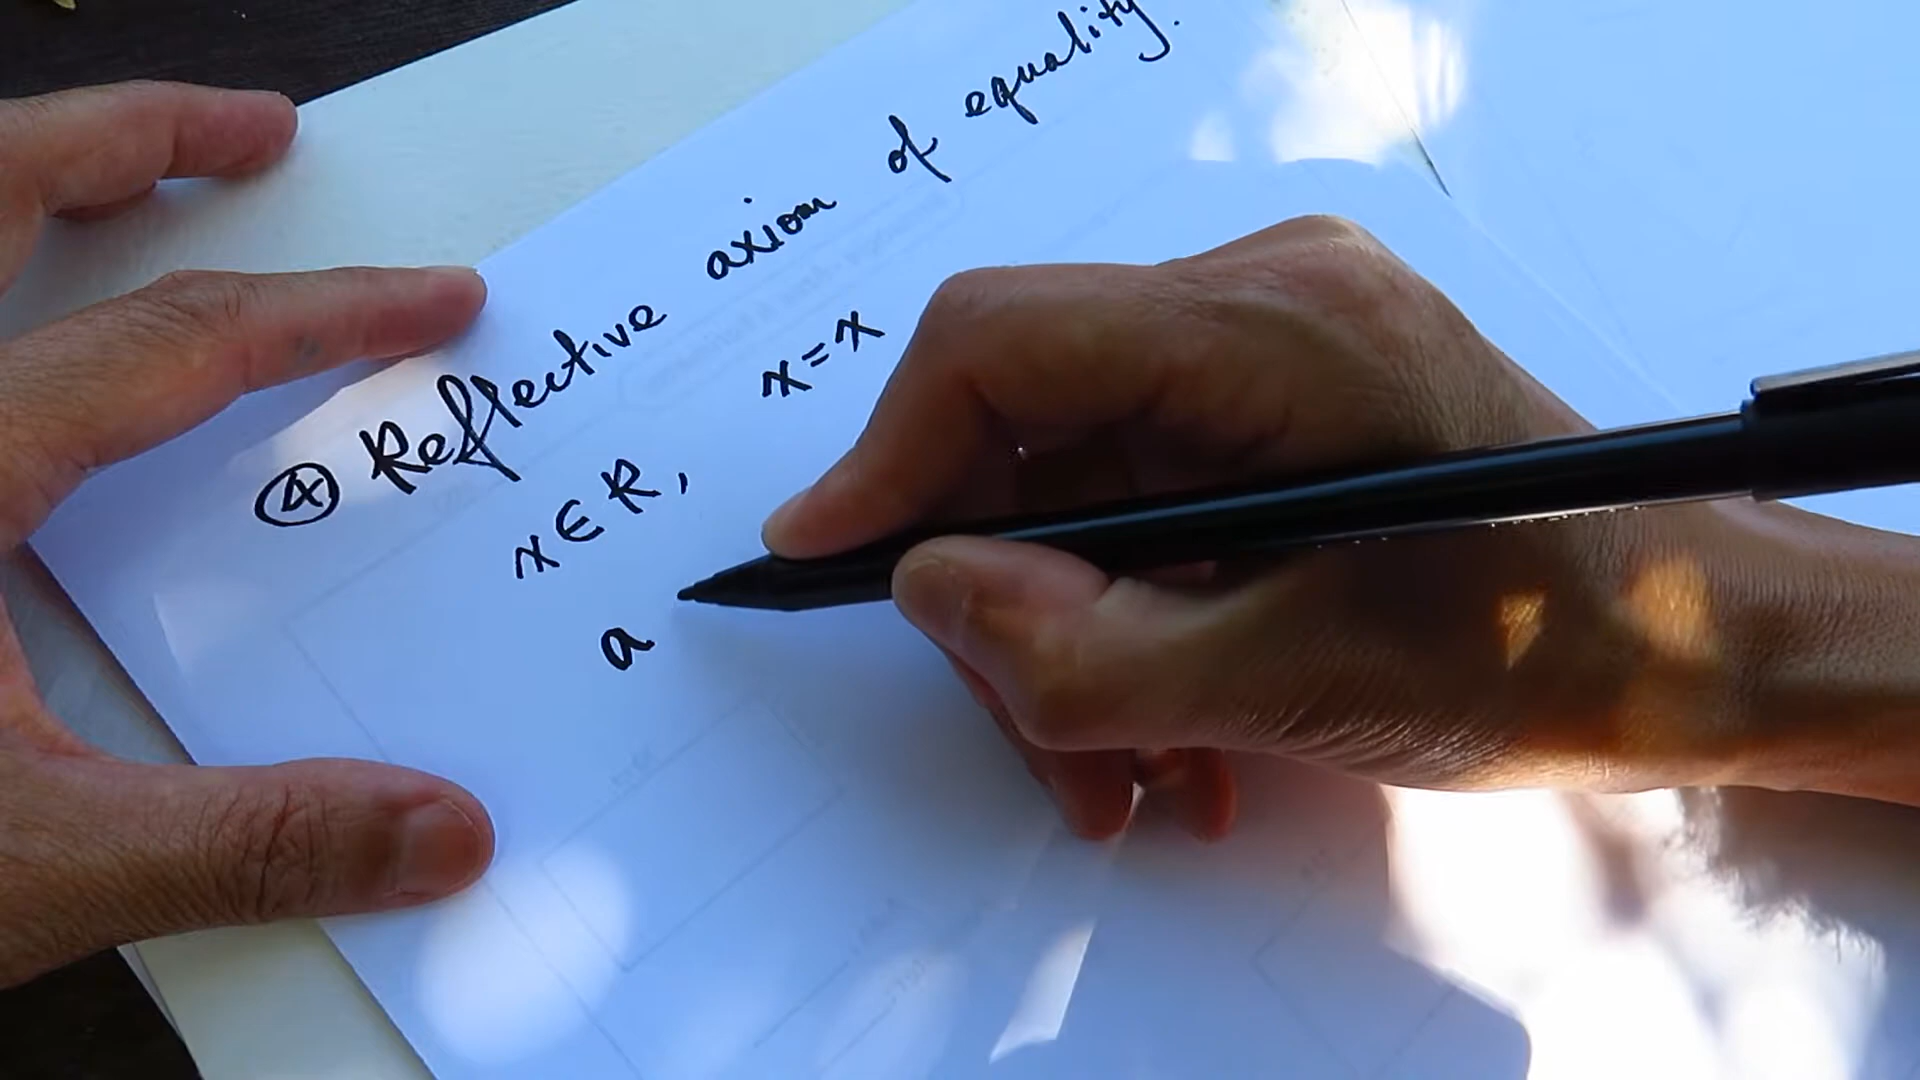 ④ Reflective axiom of equality.
x ∈ R, x = x
a